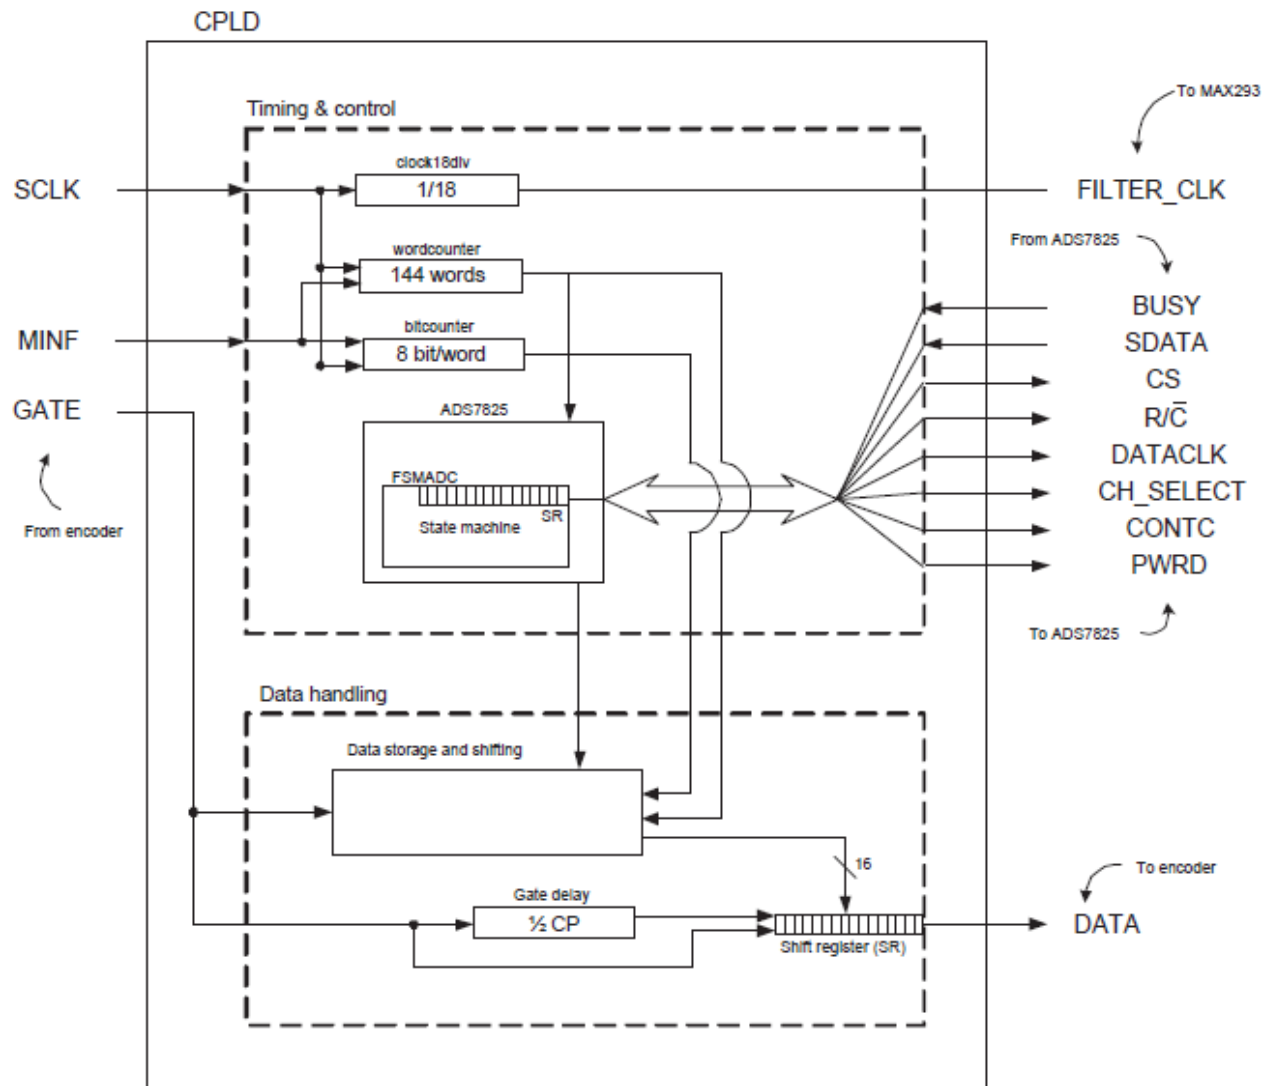 CPLD
Timing & control
To MAX293
clock18div
SCLK
1/18
FILTER_CLK
From ADS7825
wordcounter
144 words
BUSY
bitcounter
MINF
8 bit/word
SDATA
CS
GATE
ADS7825
R/C̅
DATACLK
FSMADC
CH_SELECT
SR
State machine
From encoder
CONTC
PWRD
To ADS7825
Data handling
Data storage and shifting
16
To encoder
Gate delay
½ CP
DATA
Shift register (SR)